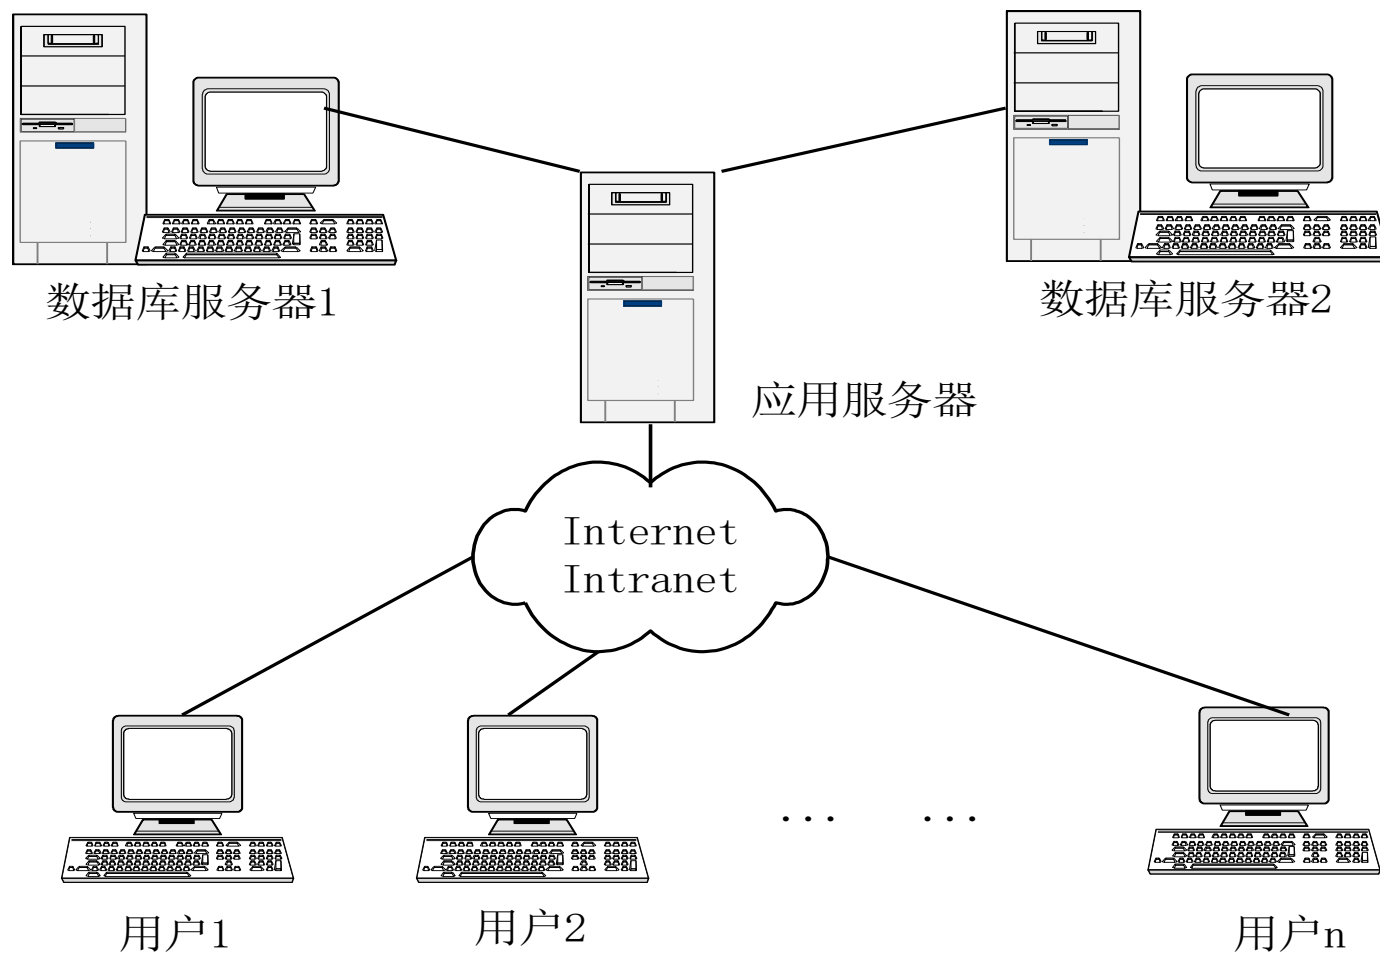 数据库服务器1
数据库服务器2
应用服务器
Internet
Intranet
... ...
用户1
用户2
用户n